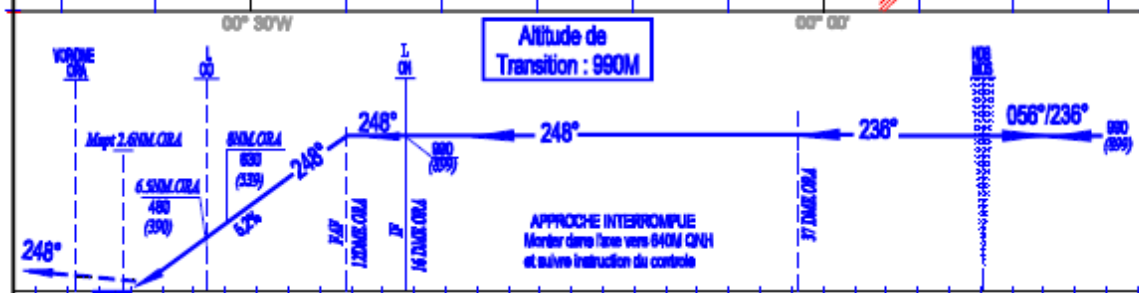 00° 30'W
00° 00'
Altitude de
Transition : 990M
VORDME
ORA
L
OO
L
ON
NDB
MOS
Mapt 2.6NM.ORA
8NM.ORA
630
(539)
6.5NM.ORA
480
(390)
5,2%
248°
248°
248°
248°
236°
056°/236°
990
(899)
990
(899)
FAF
12DME.ORA
IF
16 DME.ORA
37 DME.ORA
APPROCHE INTERROMPUE
Monter dans l'axe vers 640M QNH
et suivre instruction du controle